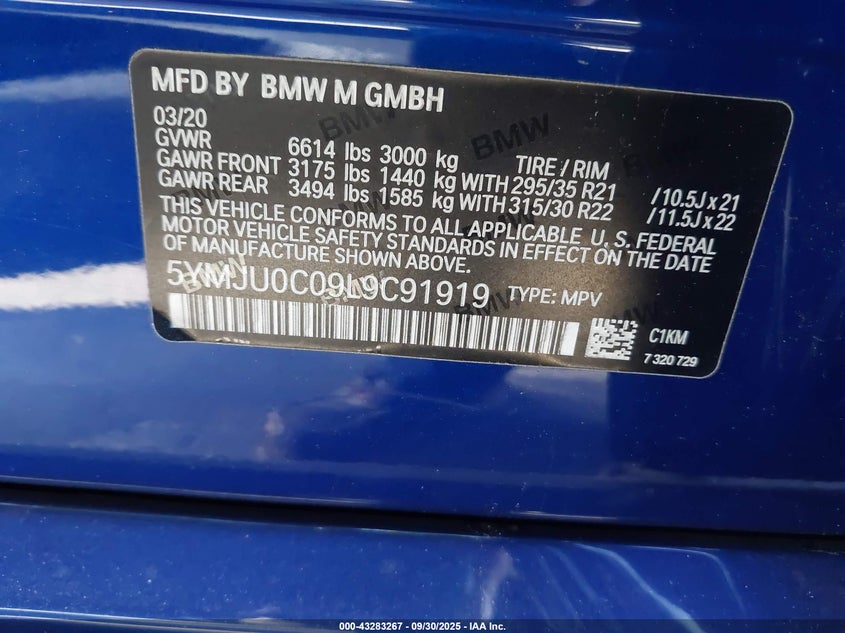 MFD BY BMW M GMBH
03/20
GVWR 6614 lbs 3000 kg TIRE / RIM
GAWR FRONT 3175 lbs 1440 kg WITH 295/35 R21 /10.5J x 21
GAWR REAR 3494 lbs 1585 kg WITH 315/30 R22 /11.5J x 22
THIS VEHICLE CONFORMS TO ALL APPLICABLE U. S. FEDERAL
MOTOR VEHICLE SAFETY STANDARDS IN EFFECT ON THE DATE
OF MANUFACTURE SHOWN ABOVE.
5YMJU0C09L9C91919 TYPE: MPV
C1KM
7 320 729
000-43283267 - 09/30/2025 - IAA Inc.